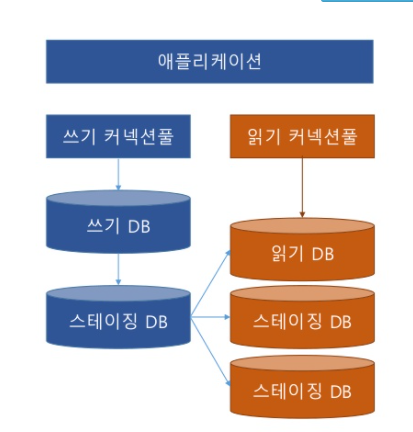 애플리케이션
쓰기 커넥션풀
읽기 커넥션풀
쓰기 DB
읽기 DB
스테이징 DB
스테이징 DB
스테이징 DB